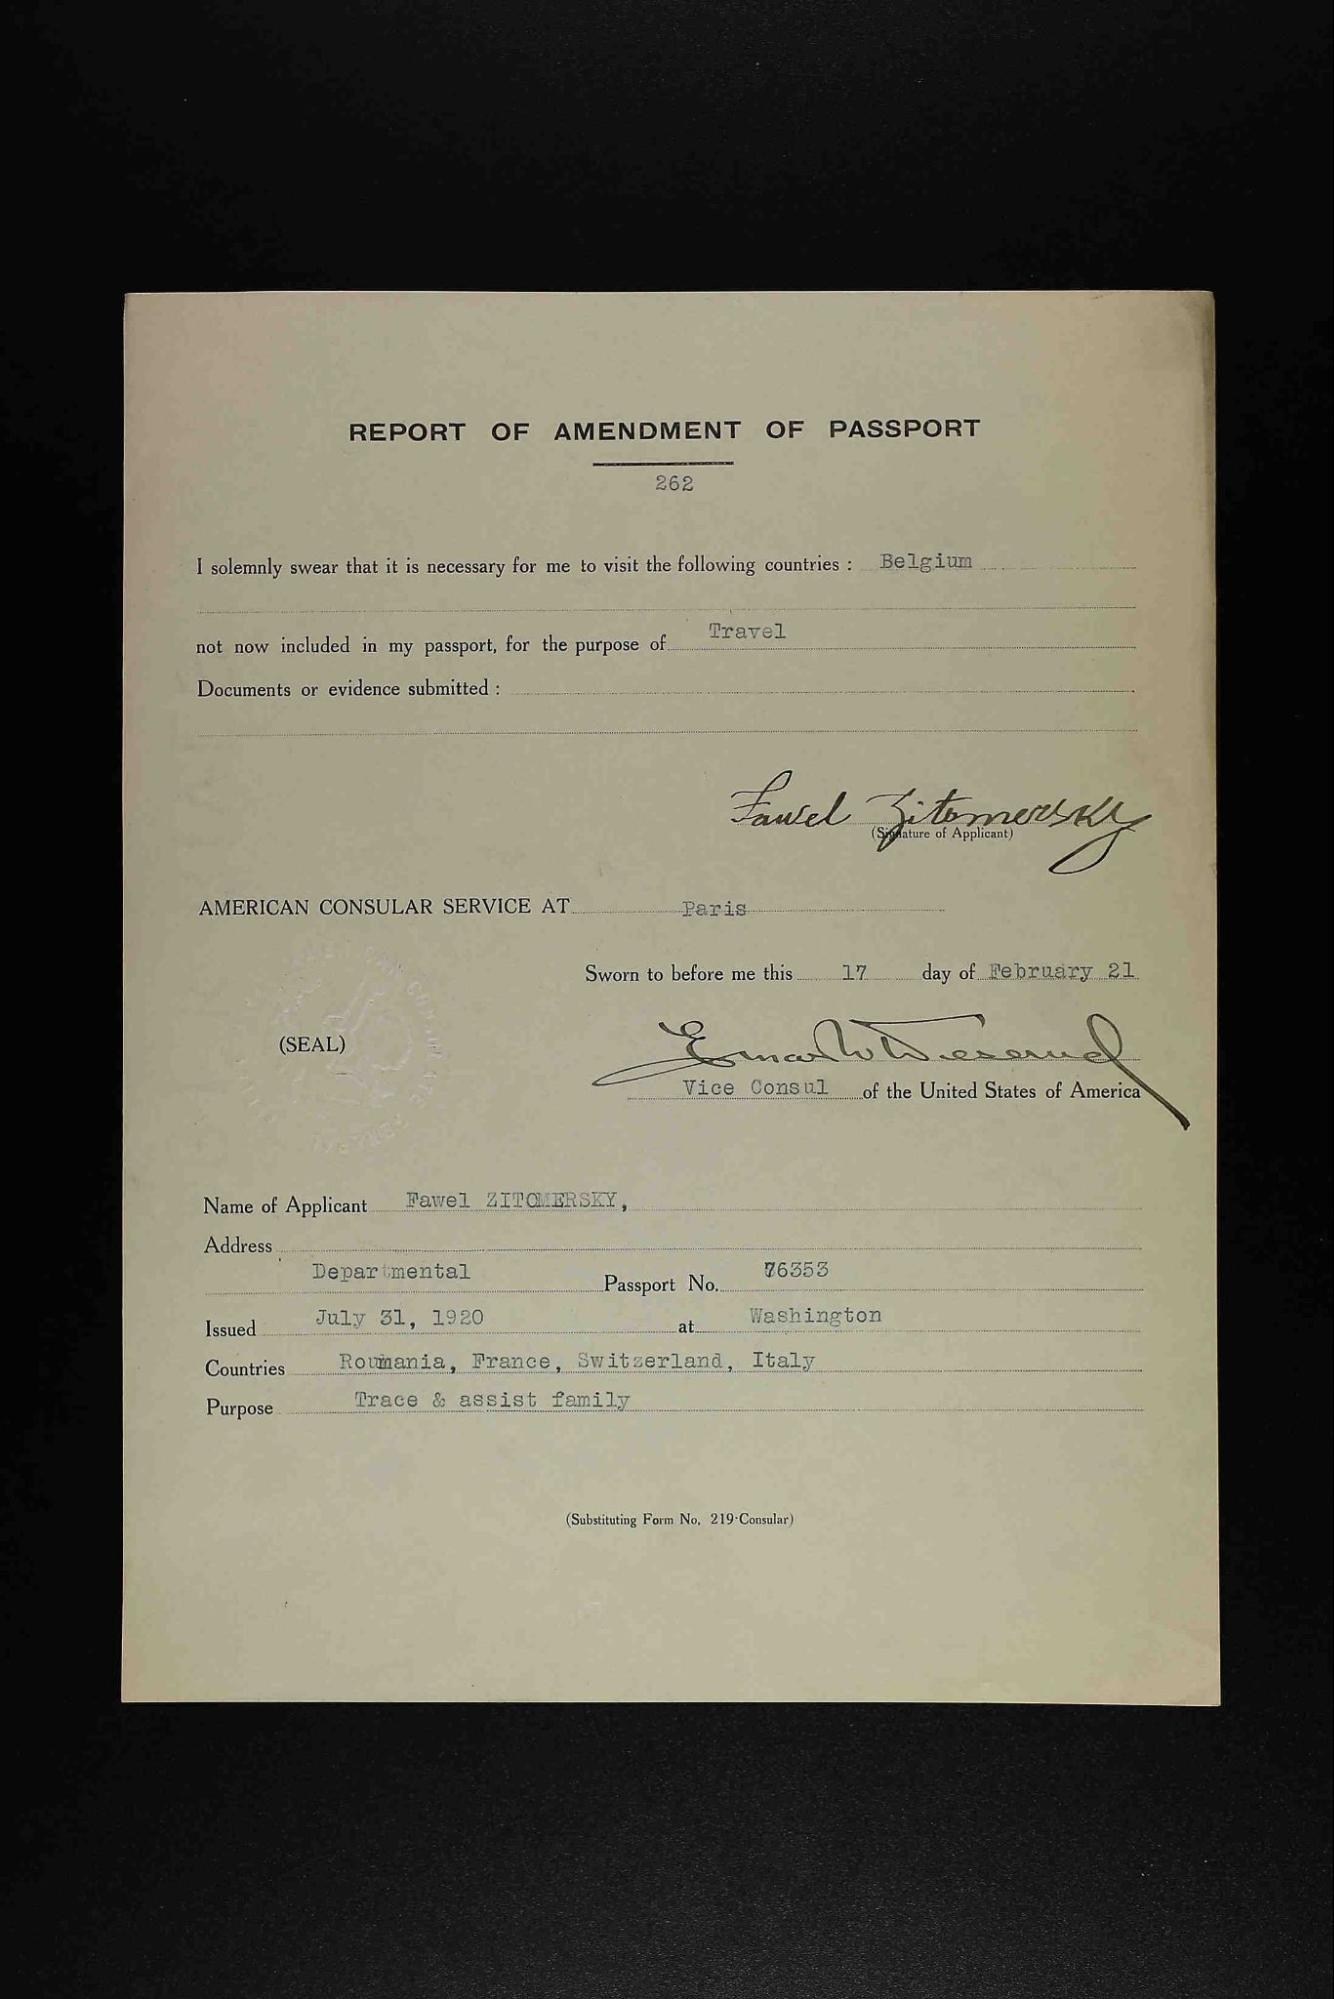 REPORT OF AMENDMENT OF PASSPORT
262
I solemnly swear that it is necessary for me to visit the following countries : Belgium
not now included in my passport, for the purpose of Travel
Documents or evidence submitted :
Fawel Zitomersky
(Signature of Applicant)
AMERICAN CONSULAR SERVICE AT Paris
Sworn to before me this 17 day of February 21
(SEAL)
Vice Consul of the United States of America
Name of Applicant Fawel ZITOMERSKY,
Address
Departmental Passport No. 76353
Issued July 31, 1920 at Washington
Countries Roumania, France, Switzerland, Italy
Purpose Trace & assist family
(Substituting Form No. 219-Consular)